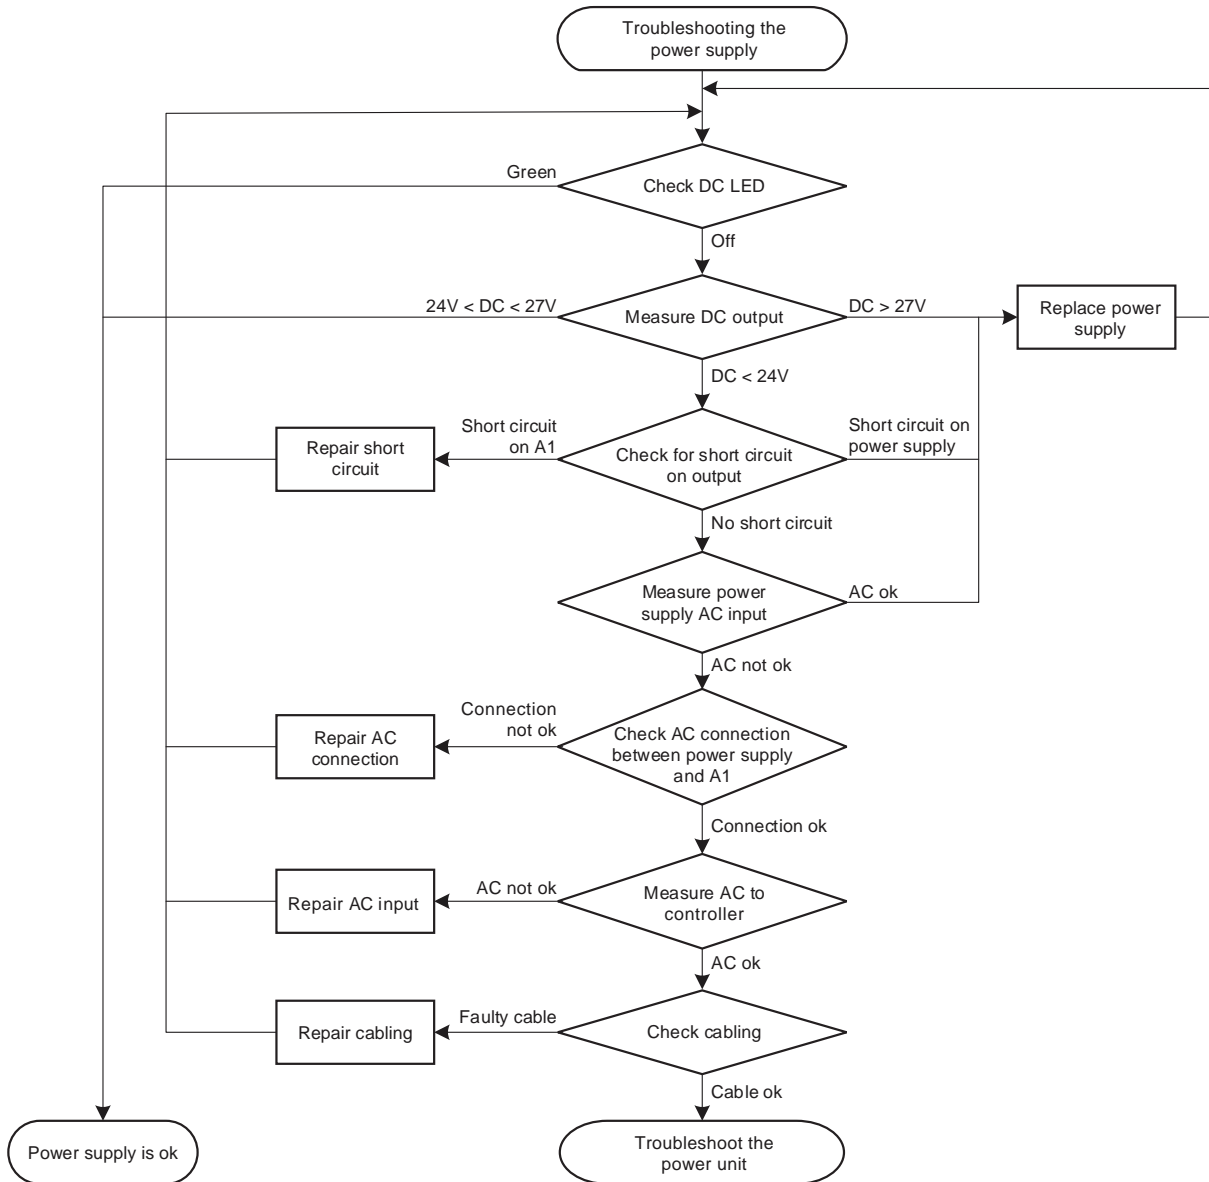 Troubleshooting the
power supply
Green
Check DC LED
Off
24V < DC < 27V
Measure DC output
DC > 27V
Replace power
supply
DC < 24V
Repair short
circuit
Short circuit
on A1
Check for short circuit
on output
Short circuit on
power supply
No short circuit
Measure power
supply AC input
AC ok
AC not ok
Repair AC
connection
Connection
not ok
Check AC connection
between power supply
and A1
Connection ok
Repair AC input
AC not ok
Measure AC to
controller
AC ok
Repair cabling
Faulty cable
Check cabling
Cable ok
Power supply is ok
Troubleshoot the
power unit